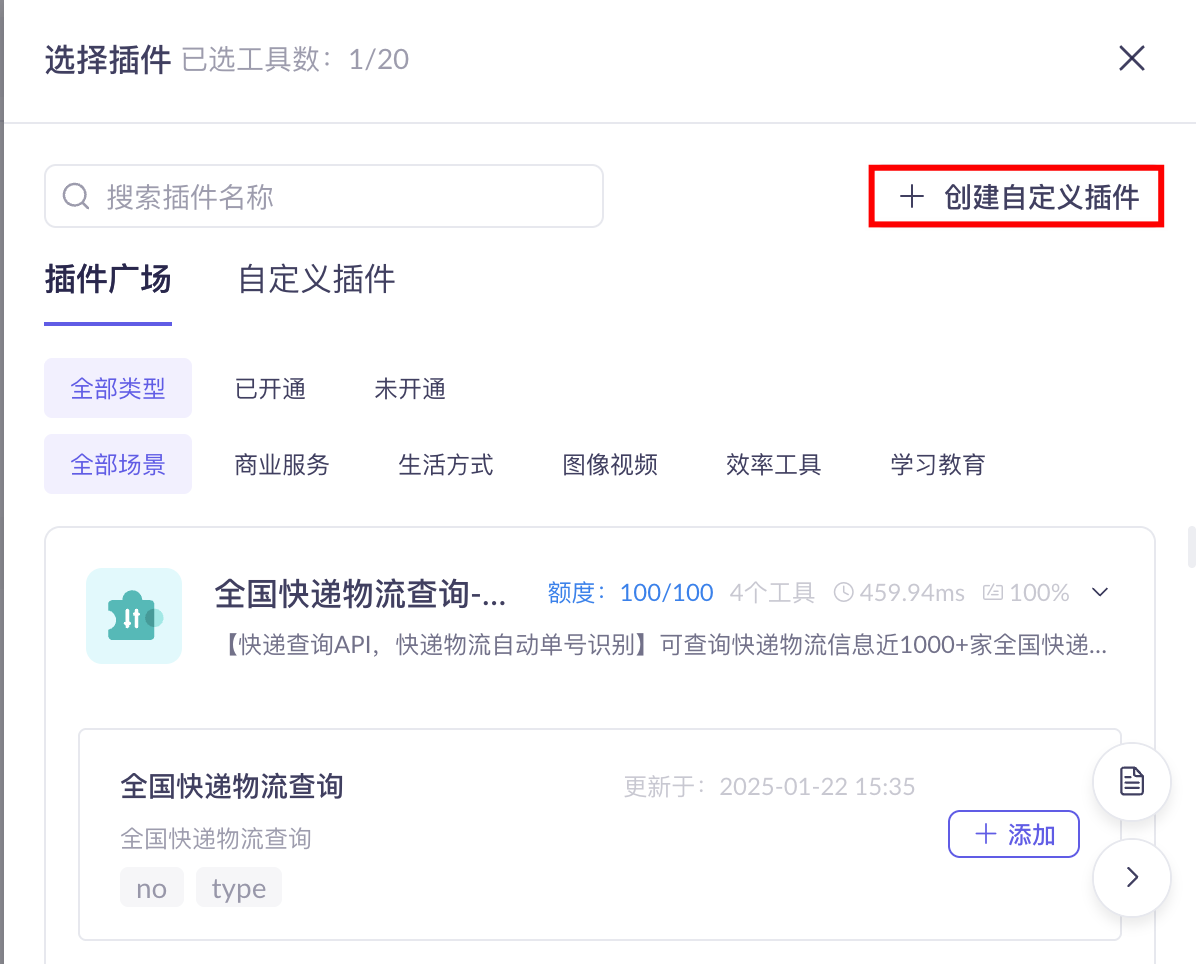 选择插件 已选工具数：1/20
搜索插件名称
创建自定义插件
插件广场 自定义插件
全部类型 已开通 未开通
全部场景 商业服务 生活方式 图像视频 效率工具 学习教育
全国快递物流查询-... 额度：100/100 4个工具 459.94ms 100%
【快递查询API，快递物流自动单号识别】可查询快递物流信息近1000+家全国快递...
全国快递物流查询 更新于：2025-01-22 15:35
全国快递物流查询
添加
no type